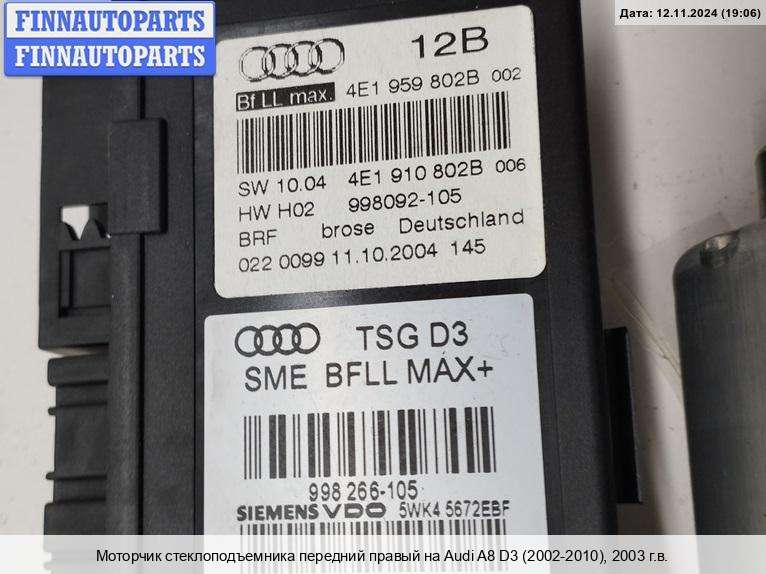 FINNAUTOPARTS
FINNAUTOPARTS
Дата: 12.11.2024 (19:06)
12B
Bf LL max. 4E1 959 802B 002
SW 10.04 4E1 910 802B 006
HW H02 998092-105
BRF brose Deutschland
022 0099 11.10.2004 145
TSG D3
SME BFLL MAX+
998 266-105
SIEMENS VDO 5WK4 5672EBF
Моторчик стеклоподъемника передний правый на Audi A8 D3 (2002-2010), 2003 г.в.